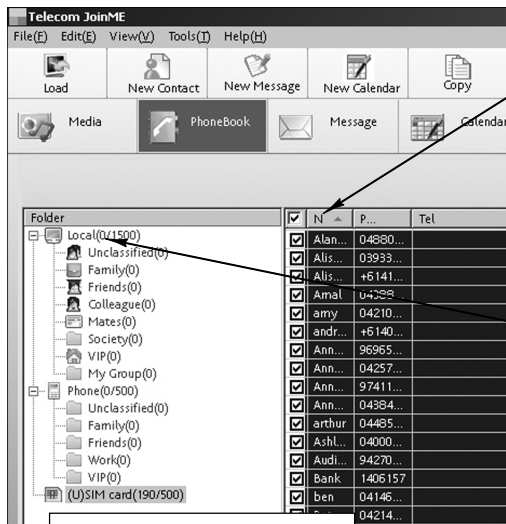 Telecom JoinME
File(F) Edit(E) View(V) Tools(T) Help(H)
Load New Contact New Message New Calendar Copy
Media PhoneBook Message Calendar
Folder
Local(0/1500)
Unclassified(0)
Family(0)
Friends(0)
Colleague(0)
Mates(0)
Society(0)
VIP(0)
My Group(0)
Phone(0/500)
Unclassified(0)
Family(0)
Friends(0)
Work(0)
VIP(0)
(U)SIM card(190/500)
N P... Tel
Alan... 04880...
Alis... 03933...
Alis... +6141...
Amal 04388...
amy 04210...
andr... +6140...
Ann... 96965...
Ann... 04257...
Ann... 97411...
Ann... 04384...
arthur 04485...
Ashl... 04000...
Audi... 94270...
Bank 1406157
ben 04146...
04214...